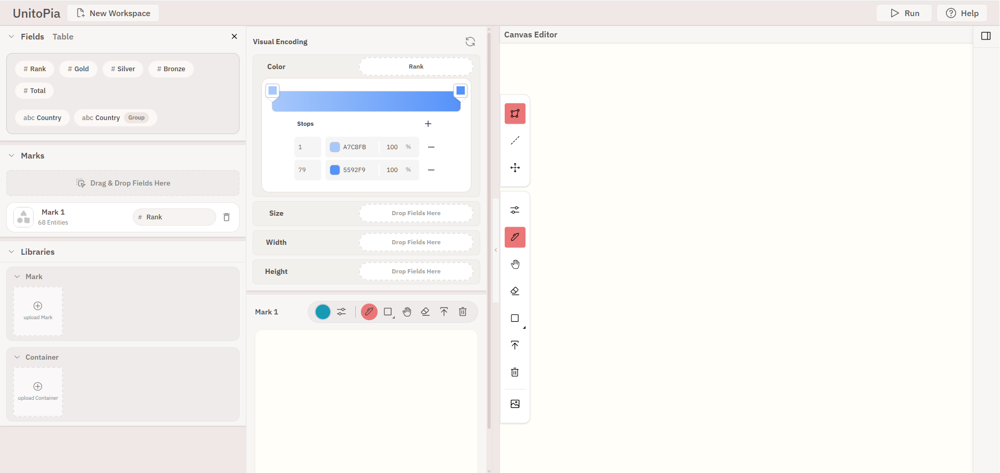 UnitoPia
New Workspace
Run
Help
Fields Table
# Rank # Gold # Silver # Bronze
# Total
abc Country abc Country Group
Marks
Drag & Drop Fields Here
Mark 1
68 Entities
# Rank
Libraries
Mark
upload Mark
Container
upload Container
Visual Encoding
Color Rank
Stops
1 A7C8FB 100 %
79 5592F9 100 %
Size Drop Fields Here
Width Drop Fields Here
Height Drop Fields Here
Mark 1
Canvas Editor